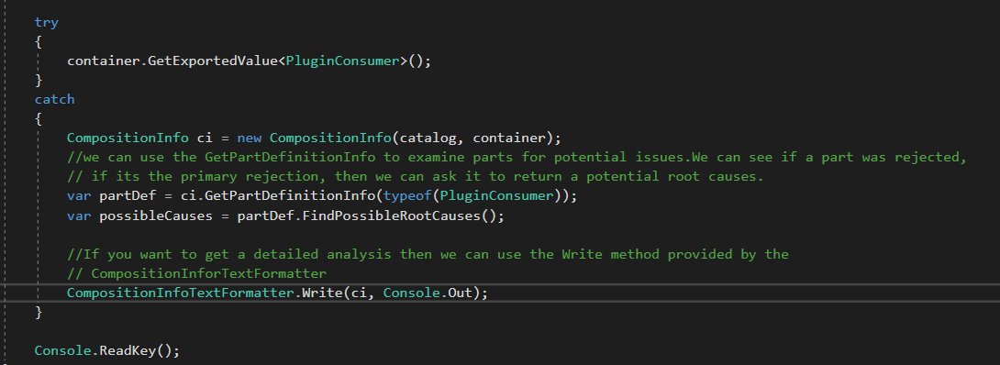 try
{
container.GetExportedValue<PluginConsumer>();
}
catch
{
CompositionInfo ci = new CompositionInfo(catalog, container);
//we can use the GetPartDefinitionInfo to examine parts for potential issues.We can see if a part was rejected,
// if its the primary rejection, then we can ask it to return a potential root causes.
var partDef = ci.GetPartDefinitionInfo(typeof(PluginConsumer));
var possibleCauses = partDef.FindPossibleRootCauses();
//If you want to get a detailed analysis then we can use the Write method provided by the
// CompositionInforTextFormatter
CompositionInfoTextFormatter.Write(ci, Console.Out);
}
Console.ReadKey();